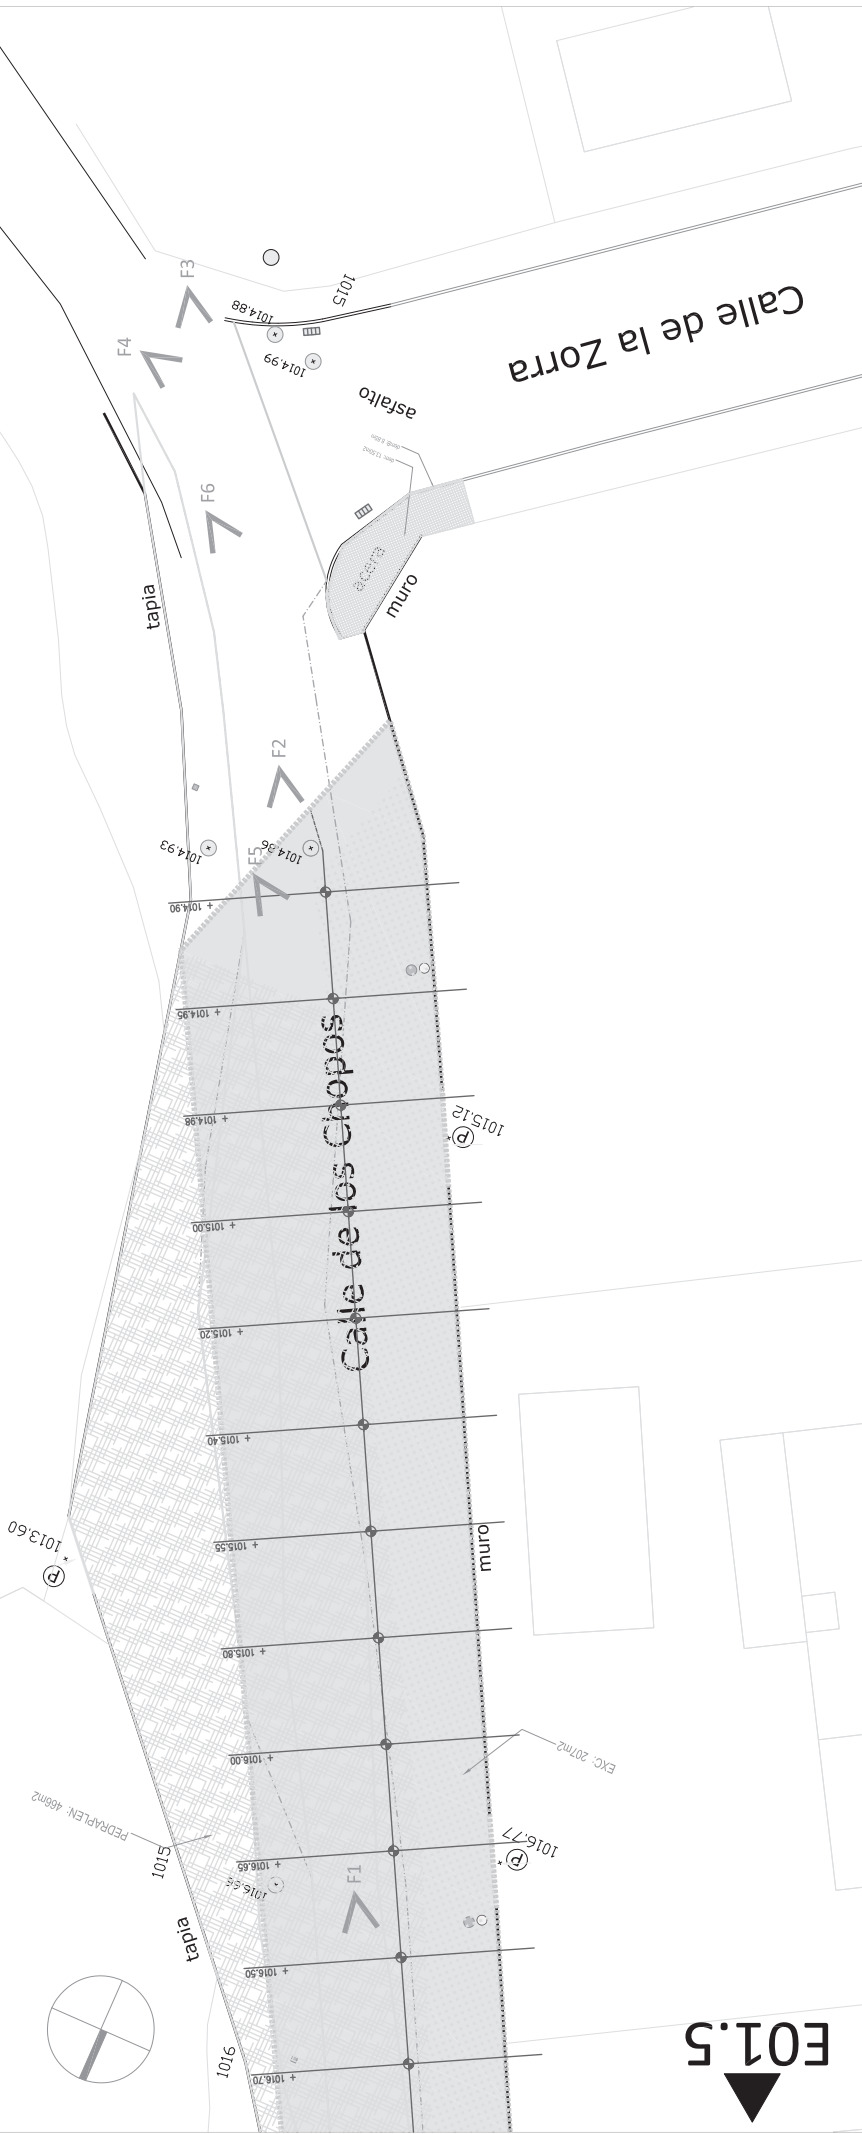 F3
1015
1014.88
Calle de la Zorra
F4
1014.99
asfalto
F6
acera
muro
tapia
F2
1014.93
1014.86
F5
+ 1014.90
+ 1014.95
Calle de los Chopos
+ 1014.98
P
1015.12
+ 1015.00
+ 1015.20
+ 1015.40
1013.60
P
+ 1015.55
muro
+ 1015.80
+ 1016.00
EXC: 207m2
PEDRAPLEN: 466m2
1015
1016.77
P
+ 1016.65
1016.66
F1
tapia
+ 1016.50
1016
+ 1016.70
E01.5